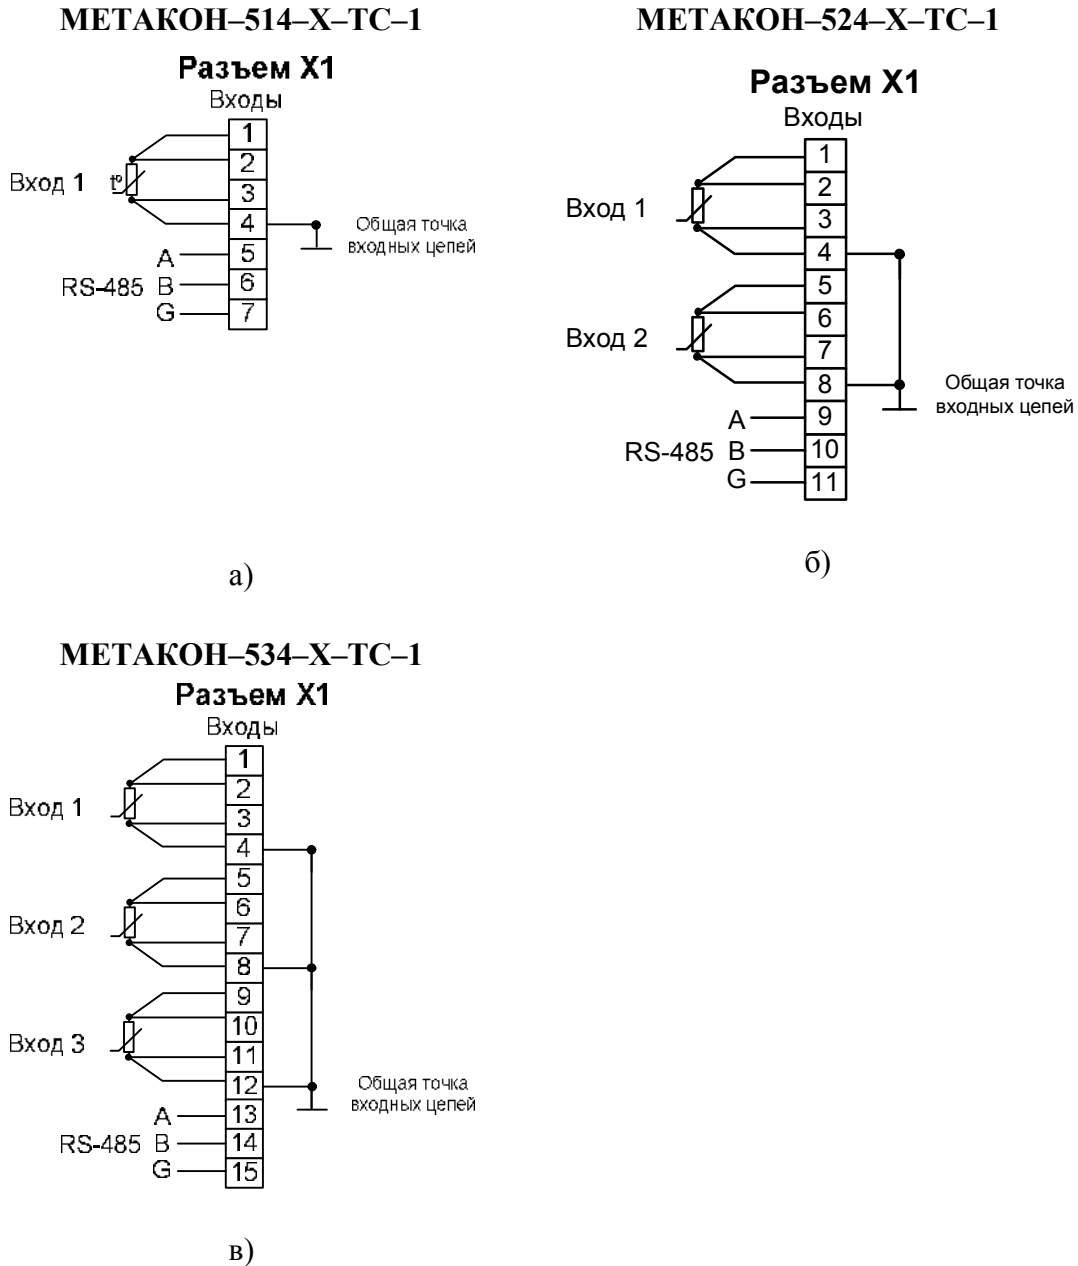 МЕТАКОН–514–Х–ТС–1
Разъем X1
Входы
1
2
Вход 1 t°
3
4
Общая точка
входных цепей
A
5
RS-485 B
6
G
7
а)
МЕТАКОН–524–Х–ТС–1
Разъем X1
Входы
1
2
Вход 1
3
4
5
6
Вход 2
7
8
Общая точка
входных цепей
A
9
RS-485 B
10
G
11
б)
МЕТАКОН–534–Х–ТС–1
Разъем X1
Входы
1
2
Вход 1
3
4
5
6
Вход 2
7
8
9
10
Вход 3
11
12
Общая точка
входных цепей
A
13
RS-485 B
14
G
15
в)